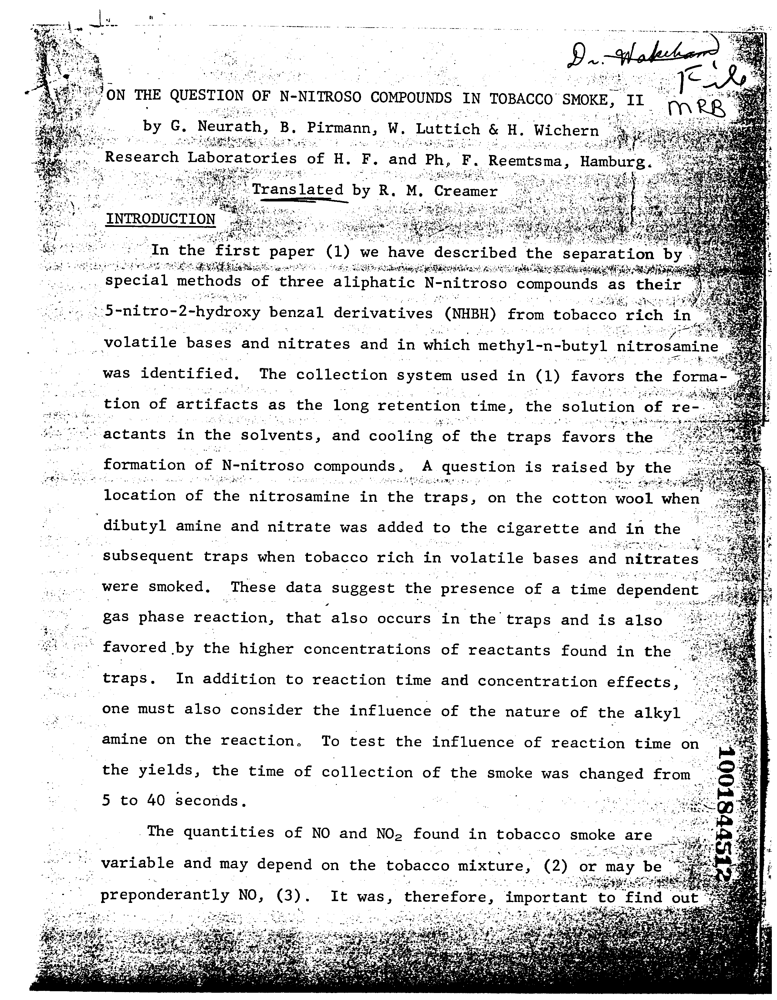 Dr. Wakeham
File
MRB
ON THE QUESTION OF N-NITROSO COMPOUNDS IN TOBACCO SMOKE, II
by G. Neurath, B. Pirmann, W. Luttich & H. Wichern
Research Laboratories of H. F. and Ph, F. Reemtsma, Hamburg.
Translated by R. M. Creamer
INTRODUCTION
In the first paper (1) we have described the separation by
special methods of three aliphatic N-nitroso compounds as their
5-nitro-2-hydroxy benzal derivatives (NHBH) from tobacco rich in
volatile bases and nitrates and in which methyl-n-butyl nitrosamine
was identified. The collection system used in (1) favors the forma-
tion of artifacts as the long retention time, the solution of re-
actants in the solvents, and cooling of the traps favors the
formation of N-nitroso compounds. A question is raised by the
location of the nitrosamine in the traps, on the cotton wool when
dibutyl amine and nitrate was added to the cigarette and in the
subsequent traps when tobacco rich in volatile bases and nitrates
were smoked. These data suggest the presence of a time dependent
gas phase reaction, that also occurs in the traps and is also
favored by the higher concentrations of reactants found in the
traps. In addition to reaction time and concentration effects,
one must also consider the influence of the nature of the alkyl
amine on the reaction. To test the influence of reaction time on
the yields, the time of collection of the smoke was changed from
5 to 40 seconds.
The quantities of NO and NO₂ found in tobacco smoke are
variable and may depend on the tobacco mixture, (2) or may be
preponderantly NO, (3). It was, therefore, important to find out
1001844512